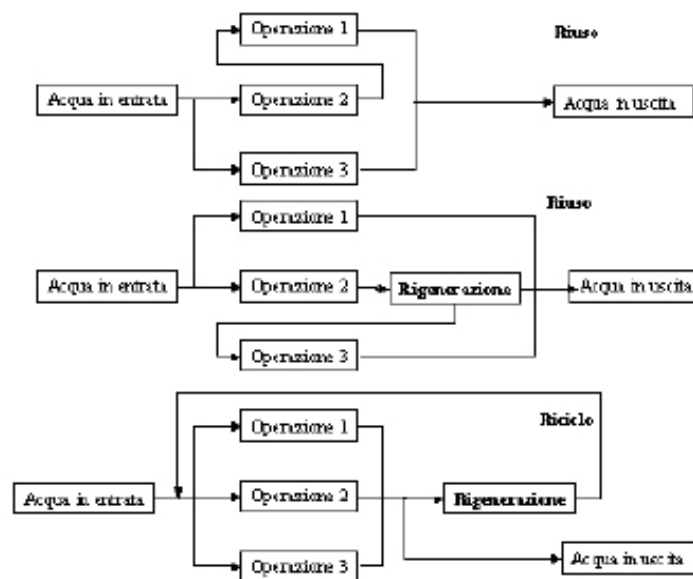 Operazione 1
Riuso
Acqua in entrata
Operazione 2
Acqua in uscita
Operazione 3
Riuso
Operazione 1
Acqua in entrata
Operazione 2
Rigenerazione
Acqua in uscita
Operazione 3
Riciclo
Operazione 1
Acqua in entrata
Operazione 2
Rigenerazione
Operazione 3
Acqua in uscita